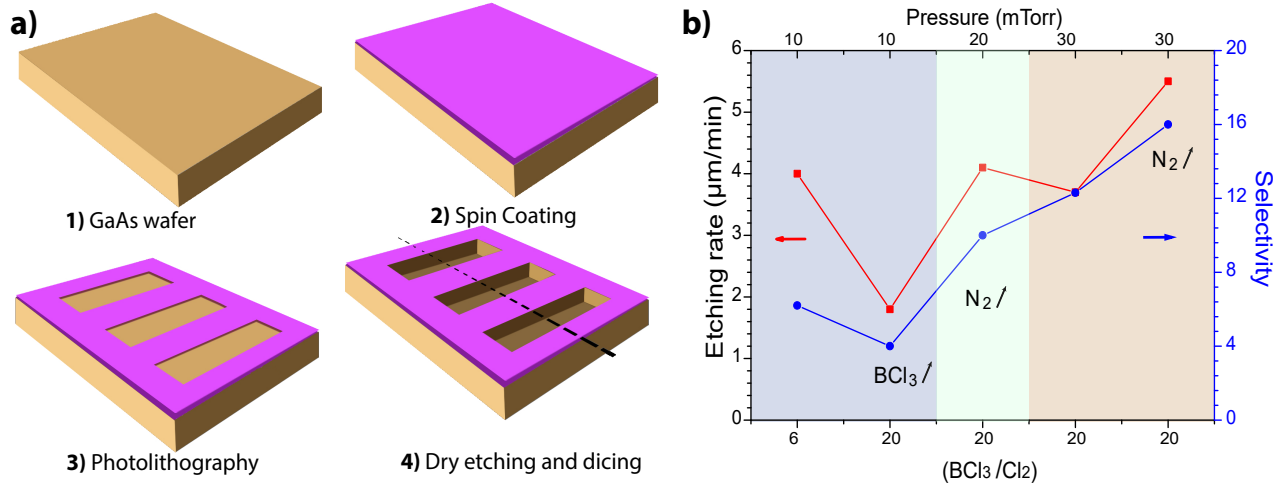 a)
1) GaAs wafer
2) Spin Coating
3) Photolithography
4) Dry etching and dicing
b)
Pressure (mTorr)
10 10 20 30 30
Etching rate (µm/min)
6
5
4
3
2
1
0
Selectivity
20
16
12
8
4
0
N₂↗
N₂↗
BCl₃↗
6 20 20 20 20
(BCl₃/Cl₂)